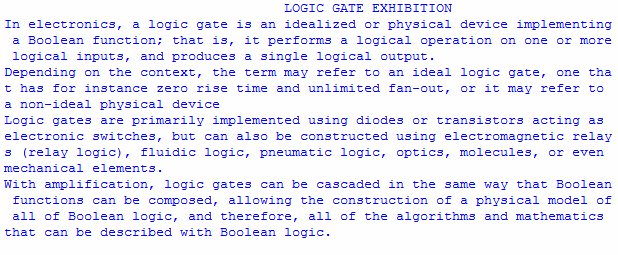 LOGIC GATE EXHIBITION
In electronics, a logic gate is an idealized or physical device implementing
a Boolean function; that is, it performs a logical operation on one or more
logical inputs, and produces a single logical output.
Depending on the context, the term may refer to an ideal logic gate, one tha
t has for instance zero rise time and unlimited fan-out, or it may refer to
a non-ideal physical device
Logic gates are primarily implemented using diodes or transistors acting as
electronic switches, but can also be constructed using electromagnetic relay
s (relay logic), fluidic logic, pneumatic logic, optics, molecules, or even
mechanical elements.
With amplification, logic gates can be cascaded in the same way that Boolean
functions can be composed, allowing the construction of a physical model of
all of Boolean logic, and therefore, all of the algorithms and mathematics
that can be described with Boolean logic.